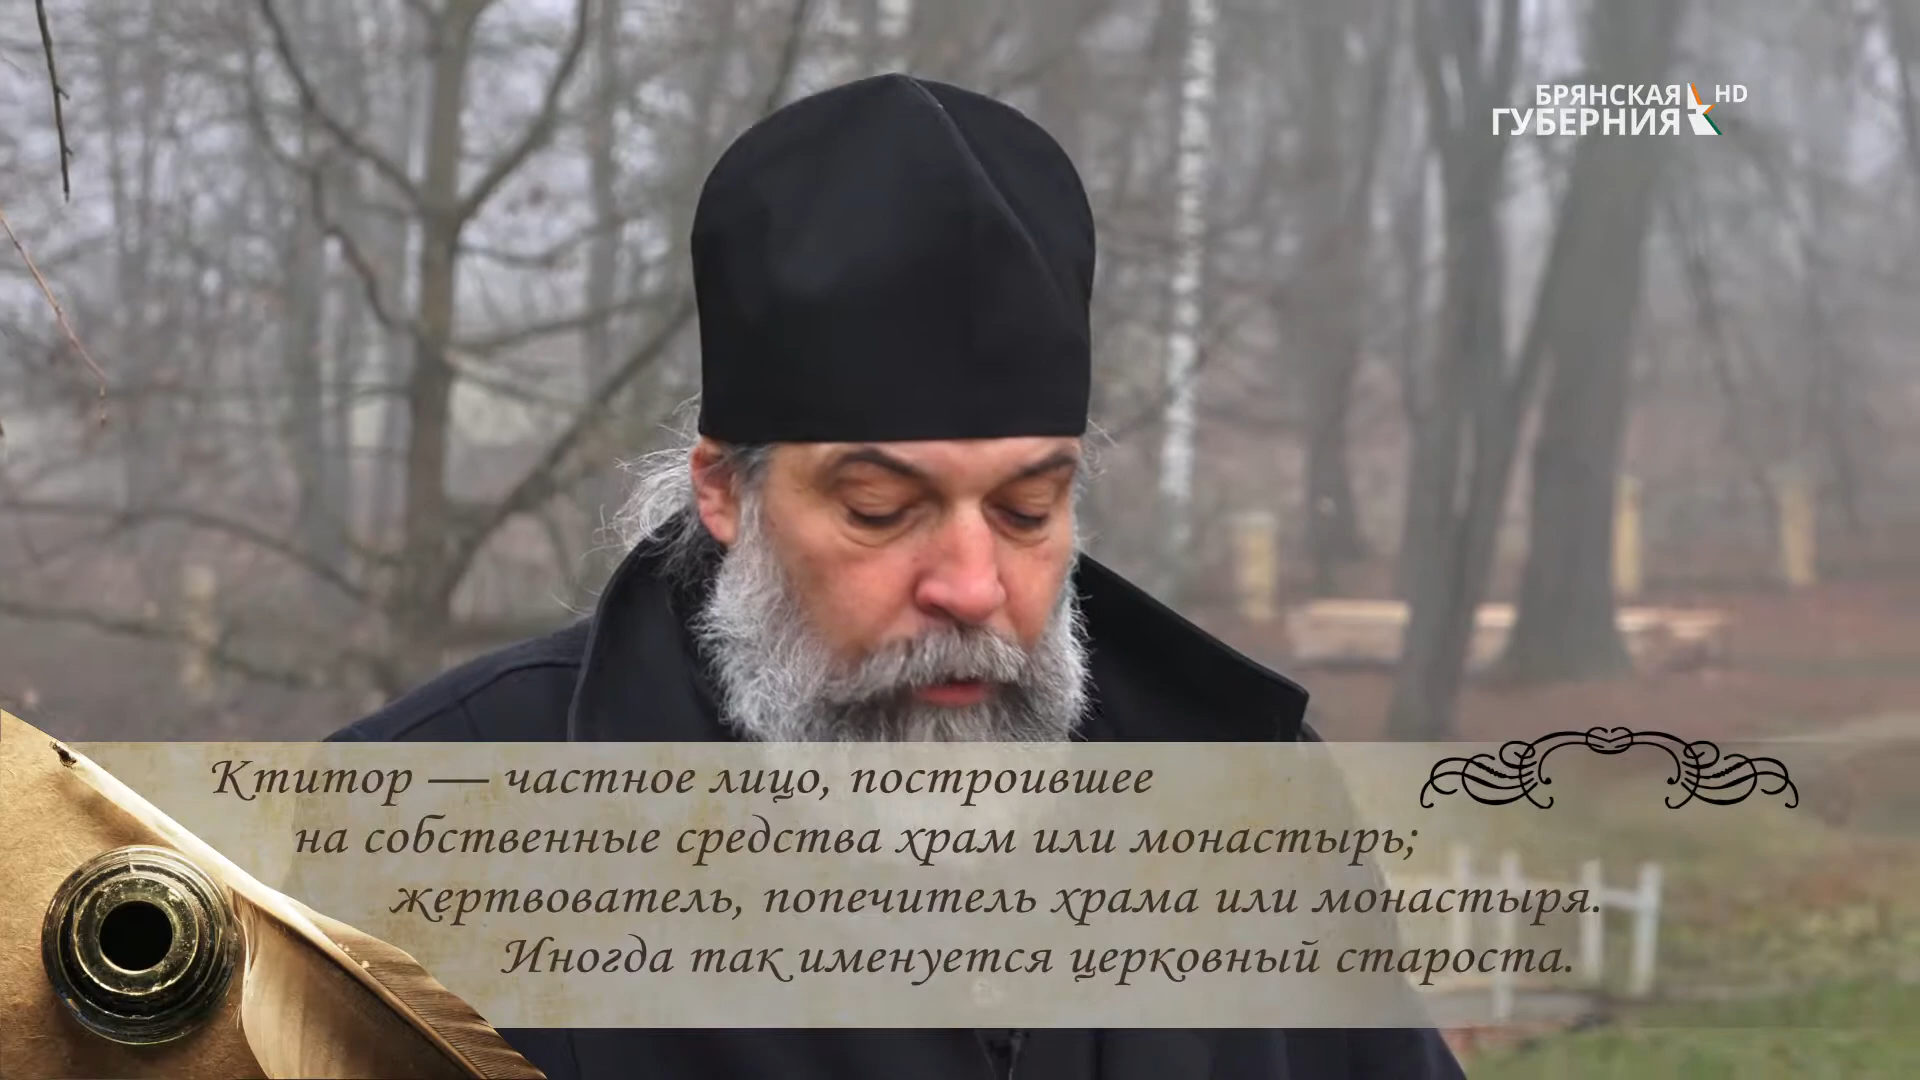 БРЯНСКАЯ HD
ГУБЕРНИЯ
Ктитор — частное лицо, построившее
на собственные средства храм или монастырь;
жертвователь, попечитель храма или монастыря.
Иногда так именуется церковный староста.